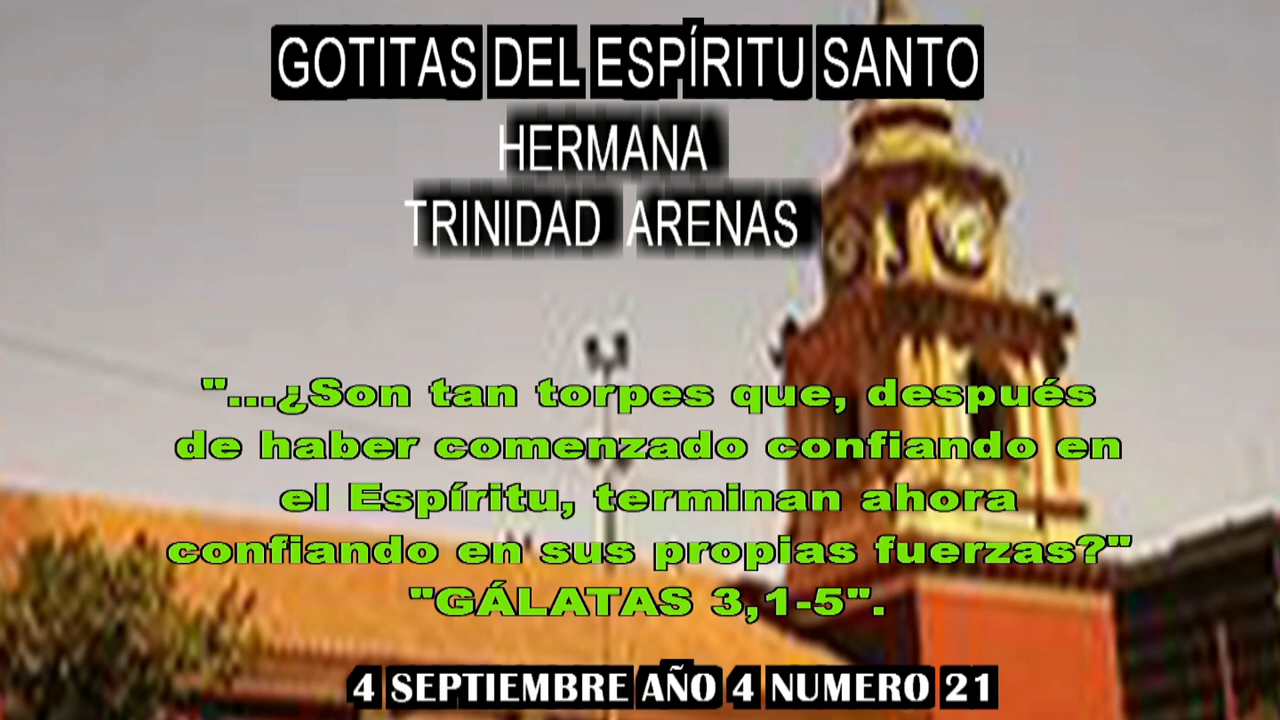 GOTITAS DEL ESPÍRITU SANTO
HERMANA
TRINIDAD ARENAS
"...¿Son tan torpes que, después
de haber comenzado confiando en
el Espíritu, terminan ahora
confiando en sus propias fuerzas?"
"GÁLATAS 3,1-5".
4 SEPTIEMBRE AÑO 4 NUMERO 21